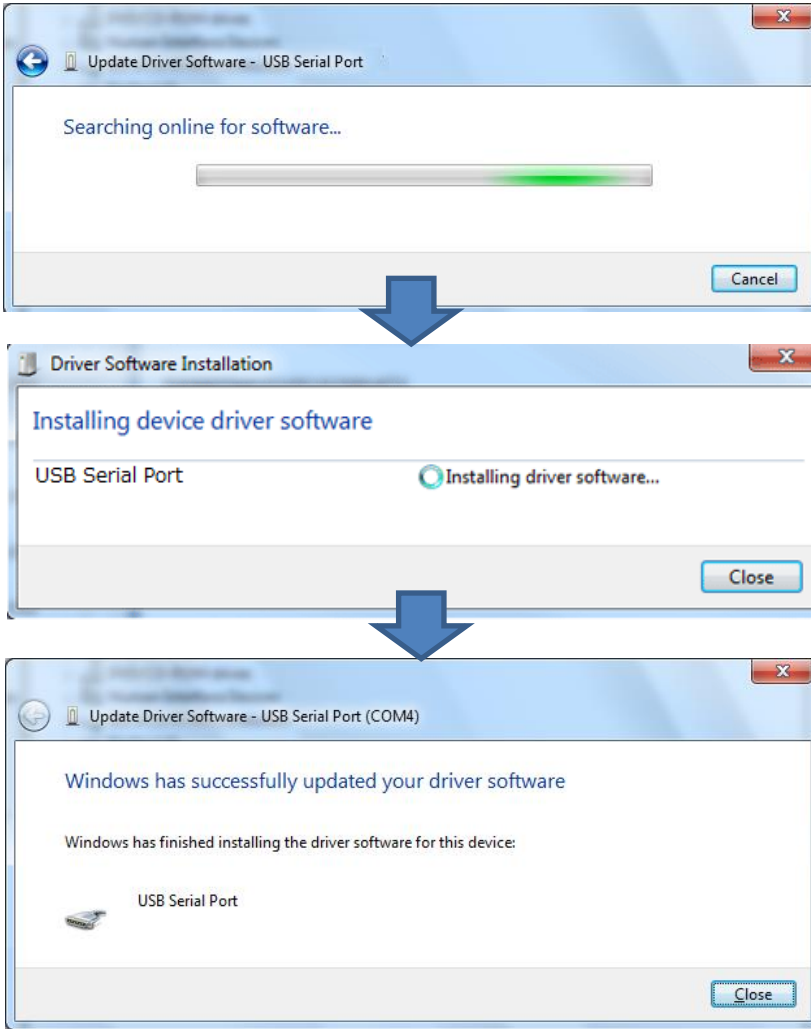 Update Driver Software - USB Serial Port
Searching online for software...
Cancel
Driver Software Installation
Installing device driver software
USB Serial Port
Installing driver software...
Close
Update Driver Software - USB Serial Port (COM4)
Windows has successfully updated your driver software
Windows has finished installing the driver software for this device:
USB Serial Port
Close